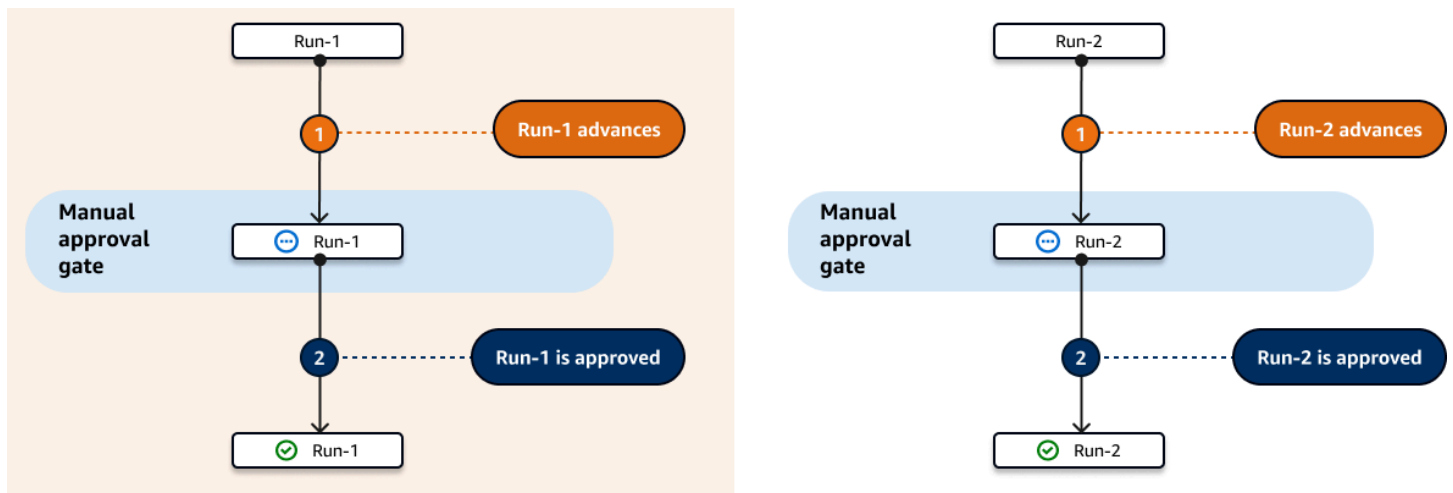 Run-1
1
Run-1 advances
Manual
approval
gate
Run-1
2
Run-1 is approved
Run-1
Run-2
1
Run-2 advances
Manual
approval
gate
Run-2
2
Run-2 is approved
Run-2